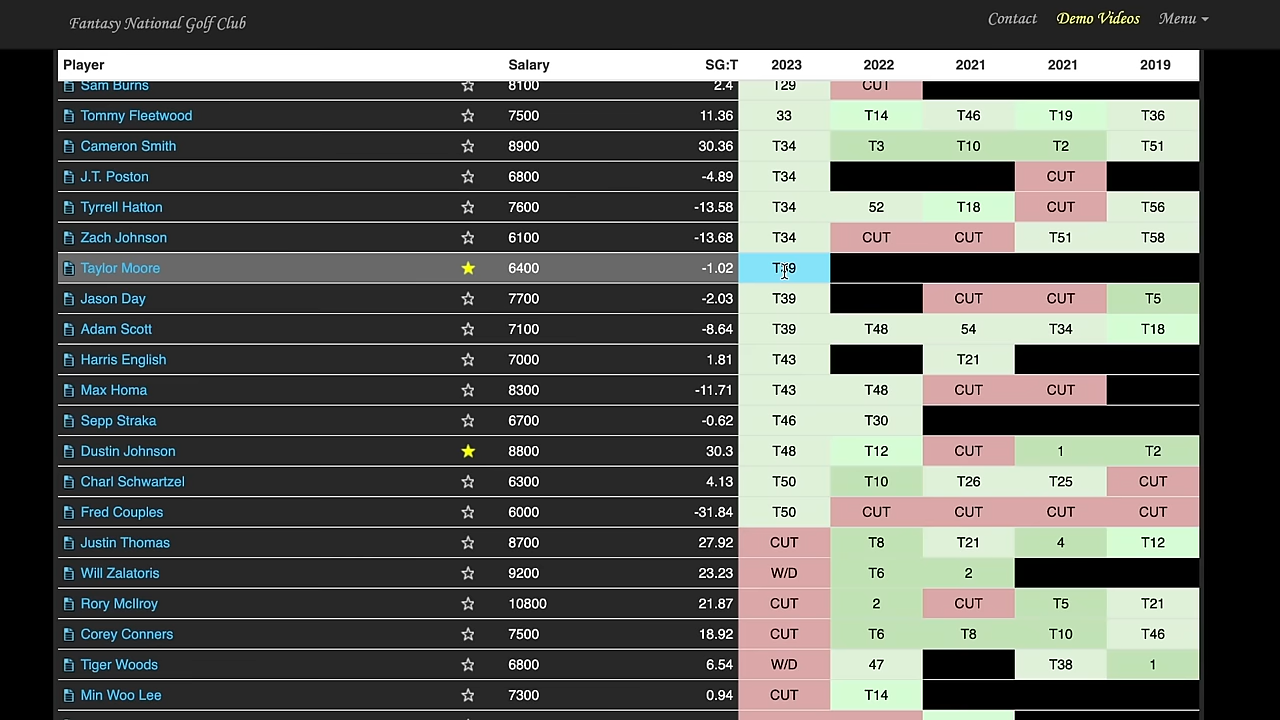 Fantasy National Golf Club Contact Demo Videos Menu
Player Salary SG:T 2023 2022 2021 2021 2019
Sam Burns 8100 2.4 T29 CUT
Tommy Fleetwood 7500 11.36 33 T14 T46 T19 T36
Cameron Smith 8900 30.36 T34 T3 T10 T2 T51
J.T. Poston 6800 -4.89 T34 CUT
Tyrrell Hatton 7600 -13.58 T34 52 T18 CUT T56
Zach Johnson 6100 -13.68 T34 CUT CUT T51 T58
Taylor Moore 6400 -1.02 T39
Jason Day 7700 -2.03 T39 CUT CUT T5
Adam Scott 7100 -8.64 T39 T48 54 T34 T18
Harris English 7000 1.81 T43 T21
Max Homa 8300 -11.71 T43 T48 CUT CUT
Sepp Straka 6700 -0.62 T46 T30
Dustin Johnson 8800 30.3 T48 T12 CUT 1 T2
Charl Schwartzel 6300 4.13 T50 T10 T26 T25 CUT
Fred Couples 6000 -31.84 T50 CUT CUT CUT CUT
Justin Thomas 8700 27.92 CUT T8 T21 4 T12
Will Zalatoris 9200 23.23 W/D T6 2
Rory McIlroy 10800 21.87 CUT 2 CUT T5 T21
Corey Conners 7500 18.92 CUT T6 T8 T10 T46
Tiger Woods 6800 6.54 W/D 47 T38 1
Min Woo Lee 7300 0.94 CUT T14